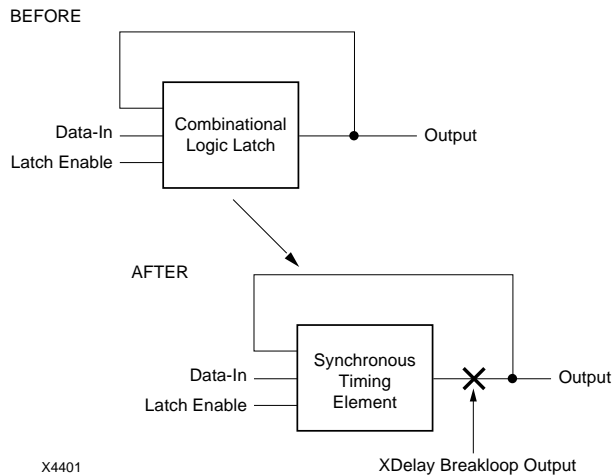 BEFORE
Data-In
Latch Enable
Combinational
Logic Latch
Output
AFTER
Data-In
Latch Enable
Synchronous
Timing
Element
Output
X4401
XDelay Breakloop Output